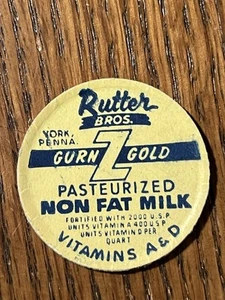 Rutter
BROS.
YORK,
PENNA.
GURN Z GOLD
PASTEURIZED
NON FAT MILK
FORTIFIED WITH 2000 U.S.P.
UNITS VITAMIN A 400 U S P
UNITS VITAMIN D PER
QUART
VITAMINS A&D